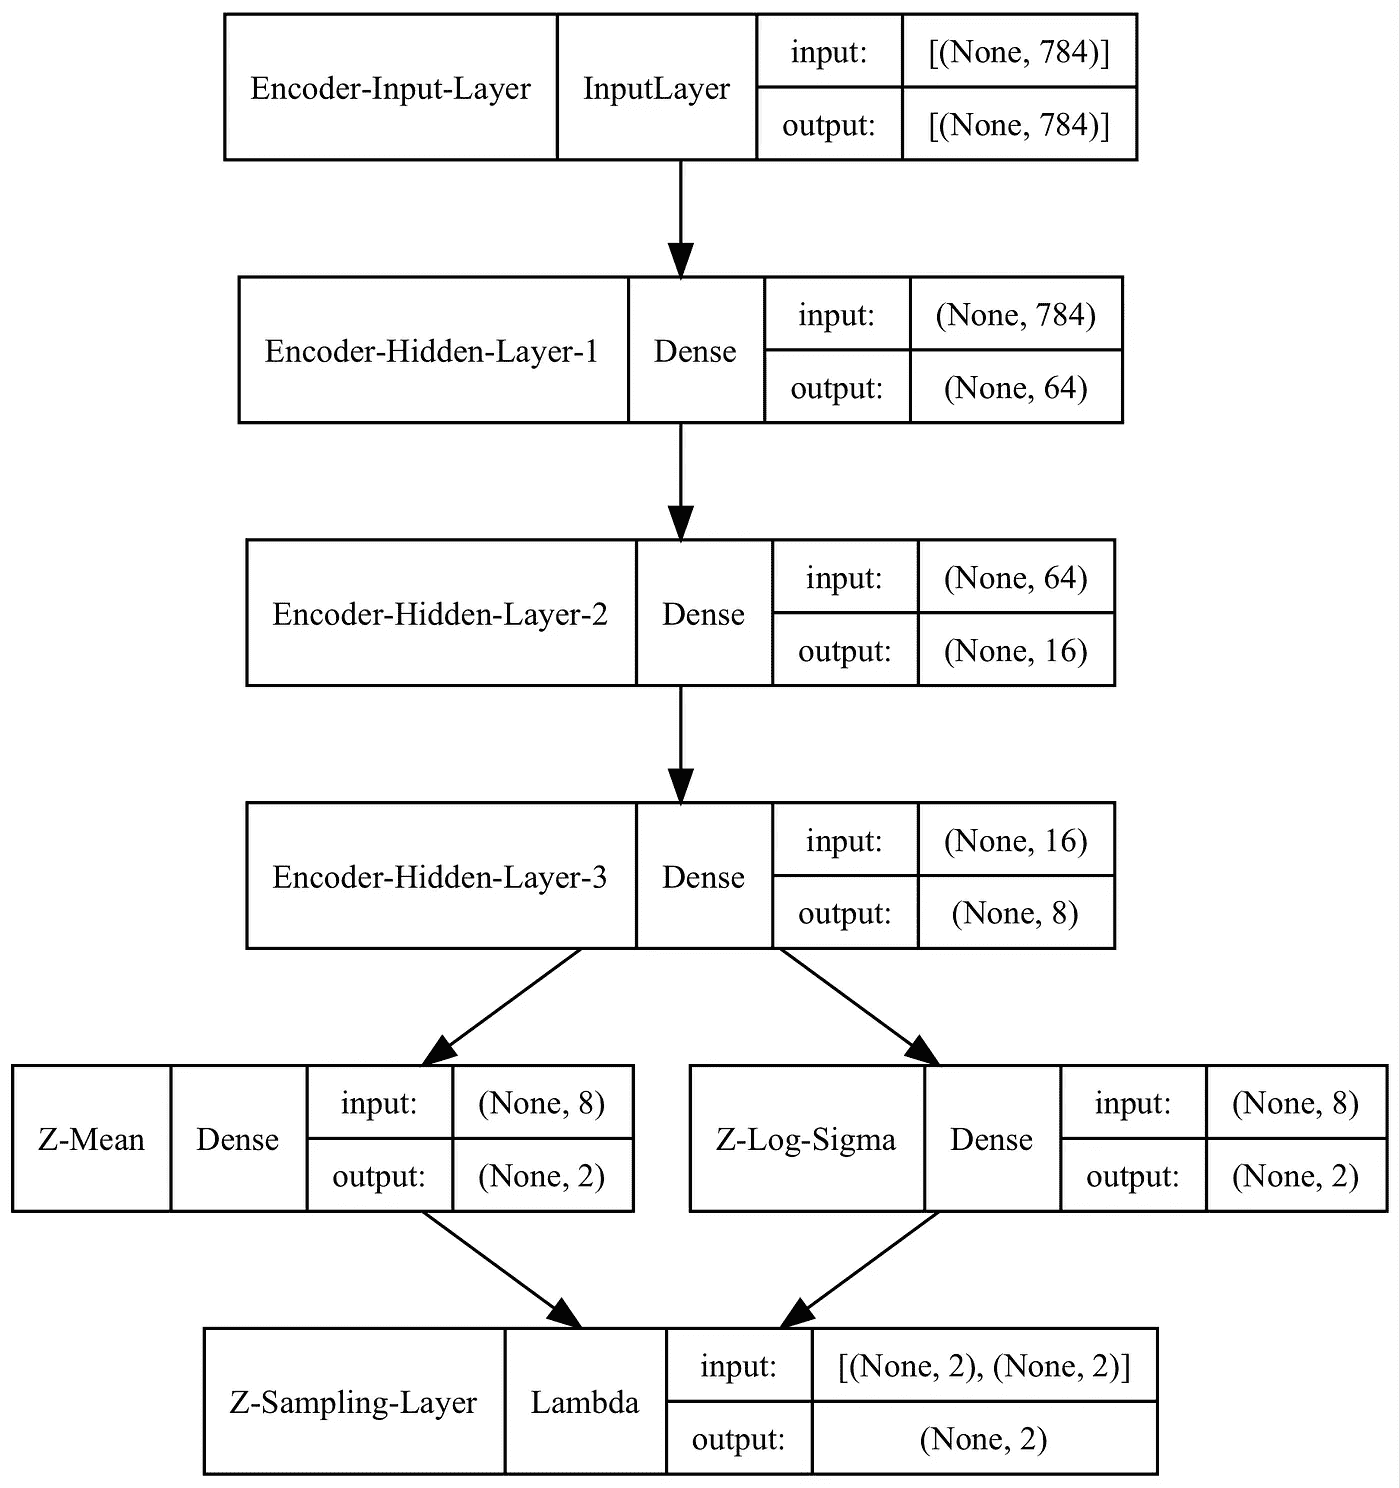 Encoder-Input-Layer InputLayer input: [(None, 784)]
output: [(None, 784)]
Encoder-Hidden-Layer-1 Dense input: (None, 784)
output: (None, 64)
Encoder-Hidden-Layer-2 Dense input: (None, 64)
output: (None, 16)
Encoder-Hidden-Layer-3 Dense input: (None, 16)
output: (None, 8)
Z-Mean Dense input: (None, 8)
output: (None, 2)
Z-Log-Sigma Dense input: (None, 8)
output: (None, 2)
Z-Sampling-Layer Lambda input: [(None, 2), (None, 2)]
output: (None, 2)